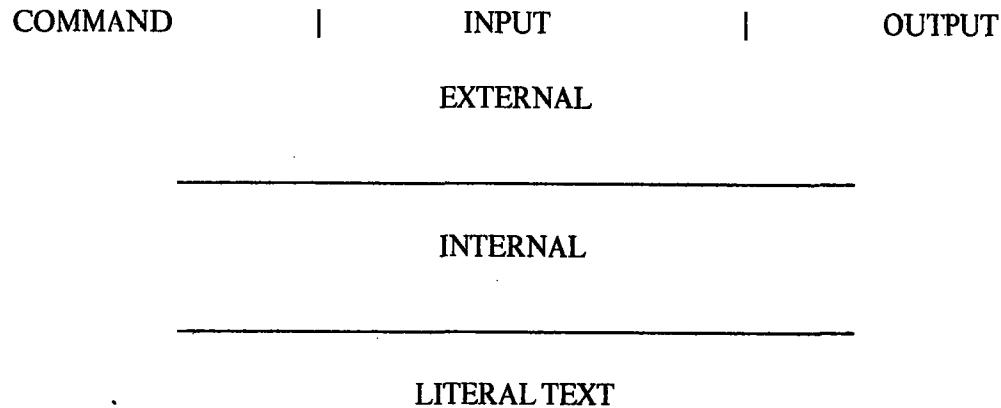 COMMAND | INPUT | OUTPUT
EXTERNAL
INTERNAL
LITERAL TEXT